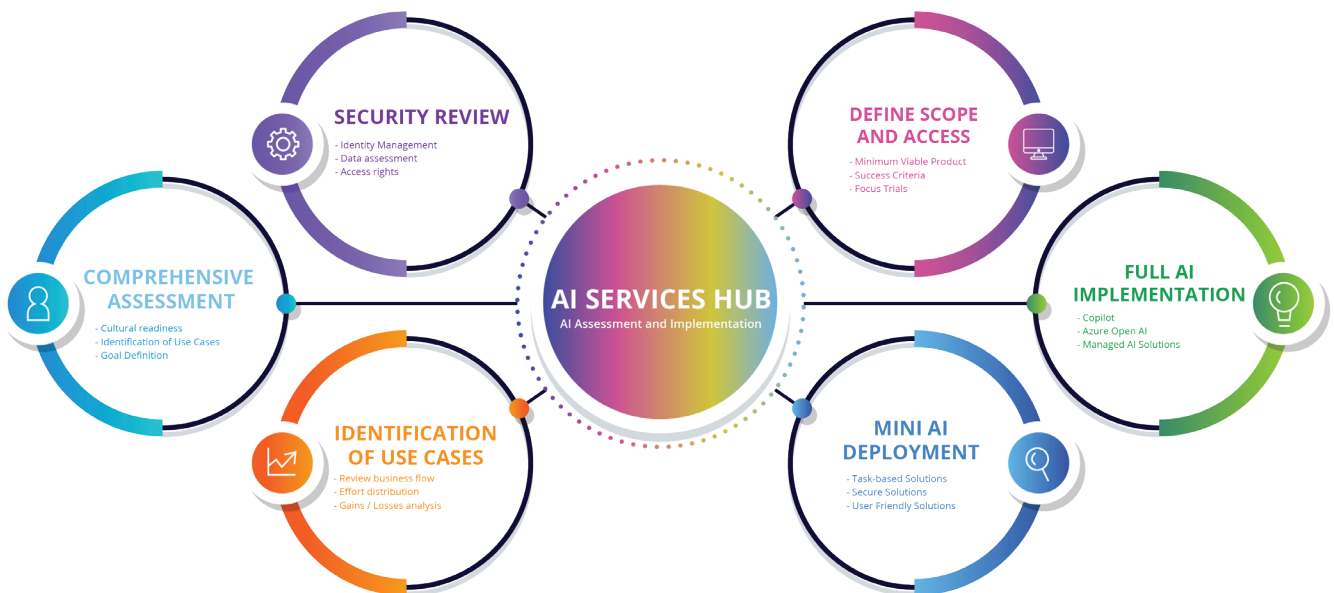 SECURITY REVIEW
- Identity Management
- Data assessment
- Access rights
DEFINE SCOPE
AND ACCESS
- Minimum Viable Product
- Success Criteria
- Focus Trials
COMPREHENSIVE
ASSESSMENT
- Cultural readiness
- Identification of Use Cases
- Goal Definition
AI SERVICES HUB
AI Assessment and Implementation
FULL AI
IMPLEMENTATION
- Copilot
- Azure Open AI
- Managed AI Solutions
IDENTIFICATION
OF USE CASES
- Review business flow
- Effort distribution
- Gains / Losses analysis
MINI AI
DEPLOYMENT
- Task-based Solutions
- Secure Solutions
- User Friendly Solutions